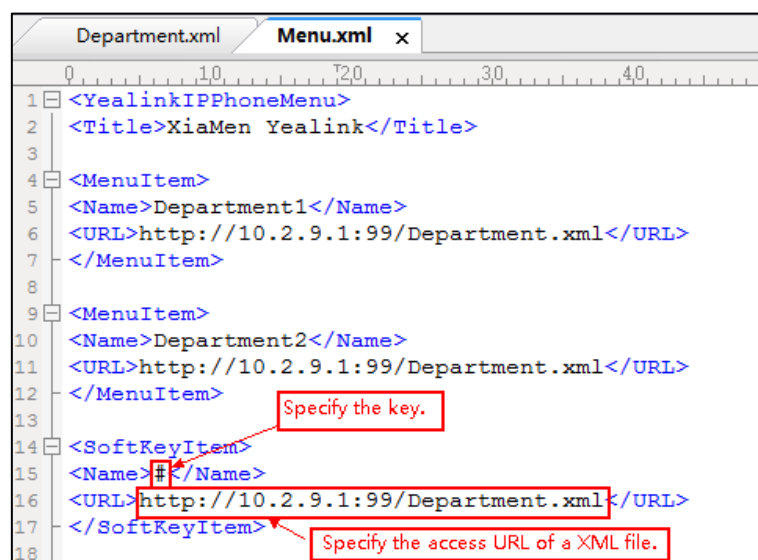 Department.xml Menu.xml x
0 10 20 30 40
1 <YealinkIPPhoneMenu>
2 <Title>XiaMen Yealink</Title>
3
4 <MenuItem>
5 <Name>Department1</Name>
6 <URL>http://10.2.9.1:99/Department.xml</URL>
7 </MenuItem>
8
9 <MenuItem>
10 <Name>Department2</Name>
11 <URL>http://10.2.9.1:99/Department.xml</URL>
12 </MenuItem>
Specify the key.
13
14 <SoftKeyItem>
15 <Name>#</Name>
16 <URL>http://10.2.9.1:99/Department.xml</URL>
17 </SoftKeyItem>
Specify the access URL of a XML file.
18